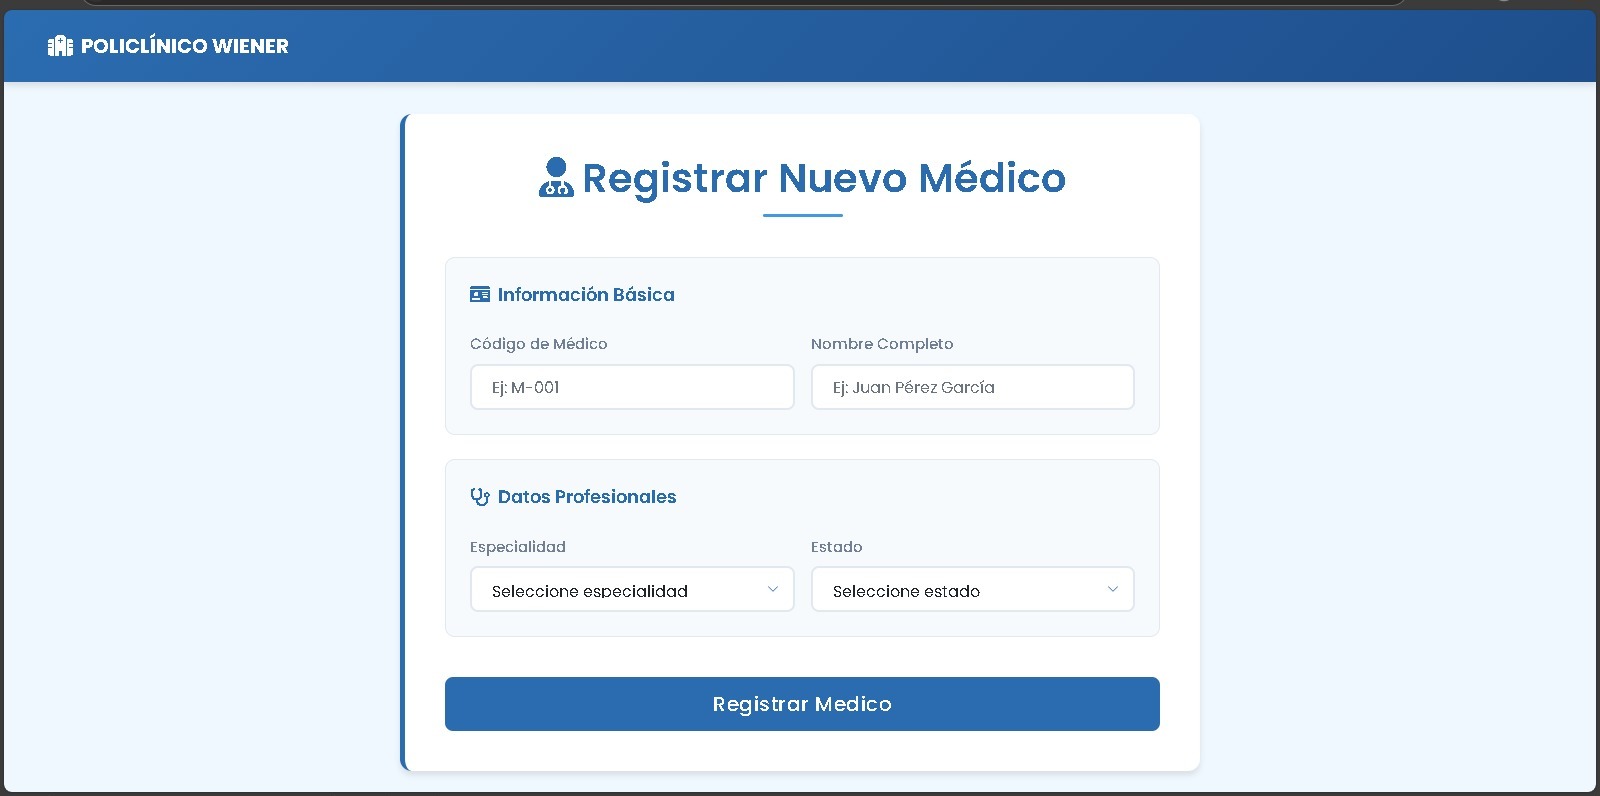 POLICLÍNICO WIENER
Registrar Nuevo Médico
Información Básica
Código de Médico
Nombre Completo
Ej: M-001
Ej: Juan Pérez García
Datos Profesionales
Especialidad
Estado
Seleccione especialidad
Seleccione estado
Registrar Medico